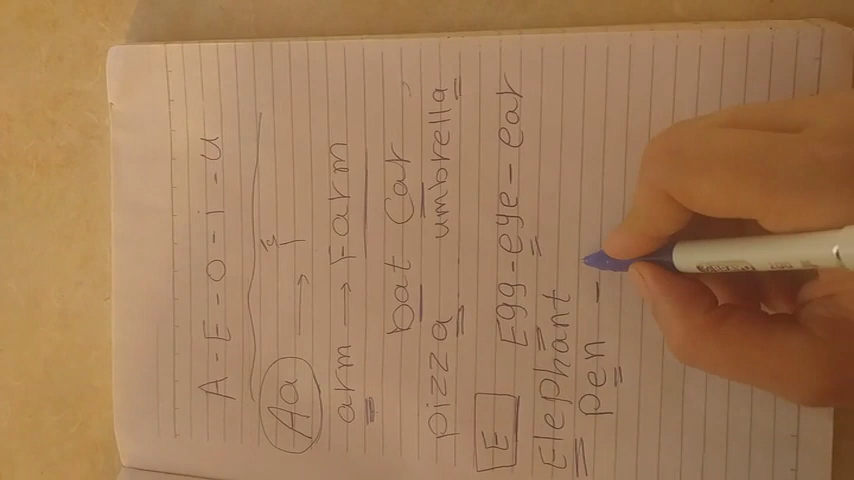 A - E - O - i - u
Aa →
arm → Farm
bat Car
pizza umbrella
E Egg - eye - ear
Elephant
Pen -